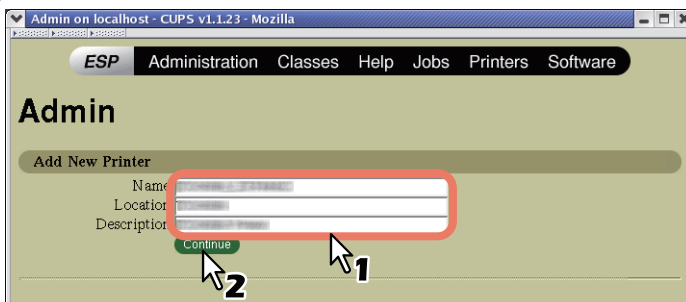 Admin on localhost - CUPS v1.1.23 - Mozilla
ESP Administration Classes Help Jobs Printers Software
Admin
Add New Printer
Name
Location
Description
Continue
1
2